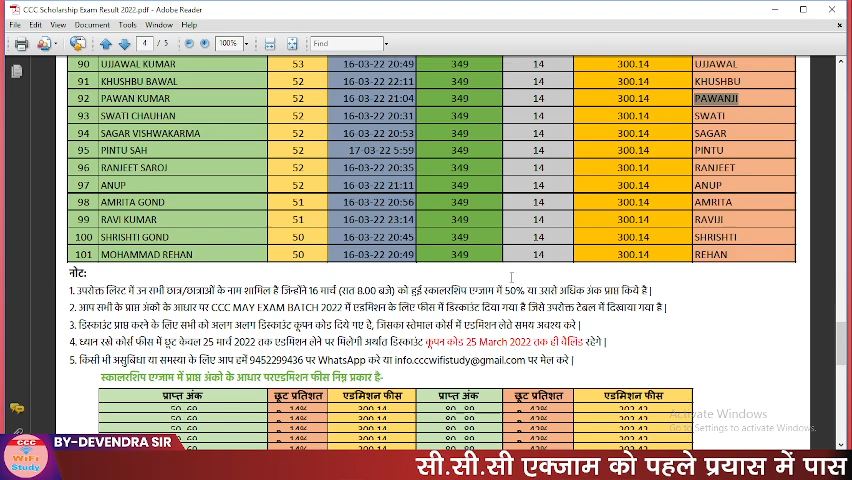 CCC Scholarship Exam Result 2022.pdf - Adobe Reader
File Edit View Document Tools Window Help
4 / 5 100% Find
90 UJJAWAL KUMAR 53 16-03-22 20:49 349 14 300.14 UJJAWAL
91 KHUSHBU BAWAL 52 16-03-22 22:11 349 14 300.14 KHUSHBU
92 PAWAN KUMAR 52 16-03-22 21:04 349 14 300.14 PAWANJI
93 SWATI CHAUHAN 52 16-03-22 20:31 349 14 300.14 SWATI
94 SAGAR VISHWAKARMA 52 16-03-22 20:53 349 14 300.14 SAGAR
95 PINTU SAH 52 17-03-22 5:59 349 14 300.14 PINTU
96 RANJEET SAROJ 52 16-03-22 20:35 349 14 300.14 RANJEET
97 ANUP 52 16-03-22 21:11 349 14 300.14 ANUP
98 AMRITA GOND 51 16-03-22 20:56 349 14 300.14 AMRITA
99 RAVI KUMAR 51 16-03-22 23:14 349 14 300.14 RAVIJI
100 SHRISHTI GOND 50 16-03-22 20:45 349 14 300.14 SHRISHTI
101 MOHAMMAD REHAN 50 16-03-22 20:49 349 14 300.14 REHAN
नोट:
1. उपरोक्त लिस्ट में उन सभी छात्र/छात्राओं के नाम शामिल है जिन्होंने 16 मार्च (रात 8.00 बजे) को हुई स्कालरशिप एग्जाम में 50% या उससे अधिक अंक प्राप्त किये है |
2. आप सभी के प्राप्त अंको के आधार पर CCC MAY EXAM BATCH 2022 में एडमिशन के लिए फीस में डिस्काउंट दिया गया है जिसे उपरोक्त टेबल में दिखाया गया है |
3. डिस्काउंट प्राप्त करने के लिए सभी को अलग अलग डिस्काउंट कूपन कोड दिये गए है, जिसका स्तेमाल कोर्स में एडमिशन लेते समय अवश्य करे |
4. ध्यान रखे कोर्स फीस में छूट केवल 25 मार्च 2022 तक एडमिशन लेने पर मिलेगी अर्थात डिस्काउंट कूपन कोड 25 March 2022 तक ही वैलिड रहेगे |
5. किसी भी असुबिधा या समस्या के लिए आप हमें 9452299436 पर WhatsApp करे या info.cccwifistudy@gmail.com पर मेल करे |
स्कालरशिप एग्जाम में प्राप्त अंको के आधार परएडमिशन फीस निम्न प्रकार है-
प्राप्त अंक छूट प्रतिशत एडमिशन फीस प्राप्त अंक छूट प्रतिशत एडमिशन फीस
Activate Windows
Go to Settings to activate Windows.
CCC WiFi Study
BY-DEVENDRA SIR
सी.सी.सी एक्जाम को पहले प्रयास में पास